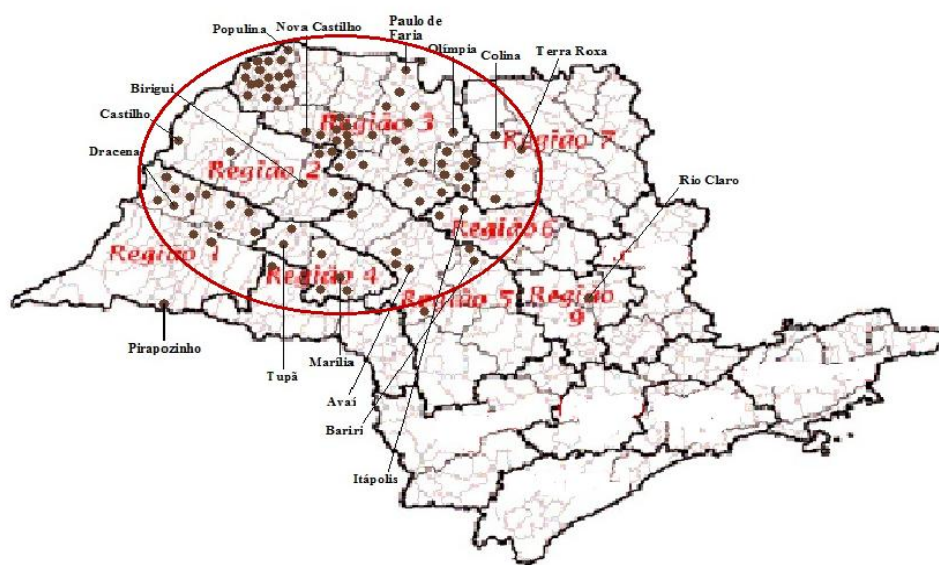 Populina
Nova Castilho
Paulo de
Faria
Olímpia
Colina
Terra Roxa
Birigui
Castilho
Dracena
Região 3
Região 7
Região 2
Rio Claro
Região 6
Região 1
Região 4
Região 5
Região
9
Pirapozinho
Tupã
Marília
Avaí
Bariri
Itápolis